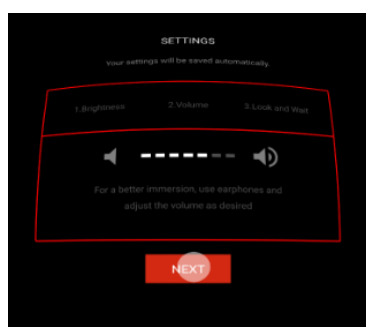 SETTINGS
Your settings will be saved automatically.
1.Brightness 2.Volume 3.Look and Wait
For a better immersion, use earphones and
adjust the volume as desired
NEXT